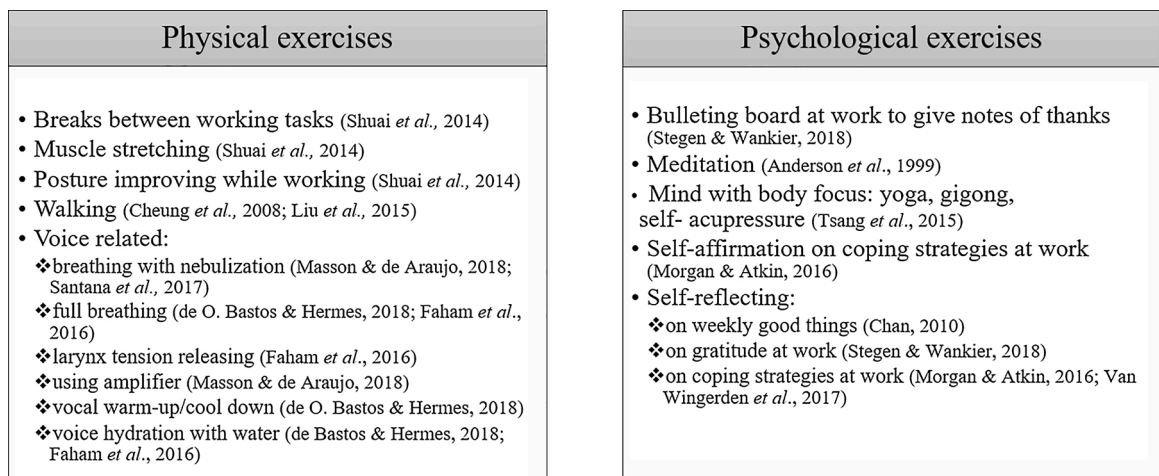 Physical exercises
• Breaks between working tasks (Shuai et al., 2014)
• Muscle stretching (Shuai et al., 2014)
• Posture improving while working (Shuai et al., 2014)
• Walking (Cheung et al., 2008; Liu et al., 2015)
• Voice related:
❖breathing with nebulization (Masson & de Araujo, 2018;
Santana et al., 2017)
❖full breathing (de O. Bastos & Hermes, 2018; Faham et al.,
2016)
❖larynx tension releasing (Faham et al., 2016)
❖using amplifier (Masson & de Araujo, 2018)
❖vocal warm-up/cool down (de O. Bastos & Hermes, 2018)
❖voice hydration with water (de Bastos & Hermes, 2018;
Faham et al., 2016)
Psychological exercises
• Bulleting board at work to give notes of thanks
(Stegen & Wankier, 2018)
• Meditation (Anderson et al., 1999)
• Mind with body focus: yoga, gigong,
self- acupressure (Tsang et al., 2015)
• Self-affirmation on coping strategies at work
(Morgan & Atkin, 2016)
• Self-reflecting:
❖on weekly good things (Chan, 2010)
❖on gratitude at work (Stegen & Wankier, 2018)
❖on coping strategies at work (Morgan & Atkin, 2016; Van
Wingerden et al., 2017)